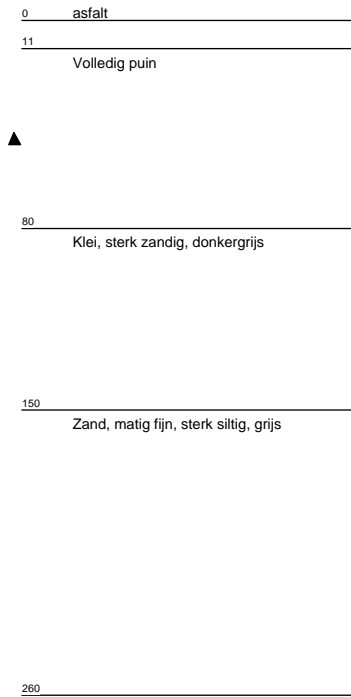 0 asfalt
11
Volledig puin
80
Klei, sterk zandig, donkergrijs
150
Zand, matig fijn, sterk siltig, grijs
260